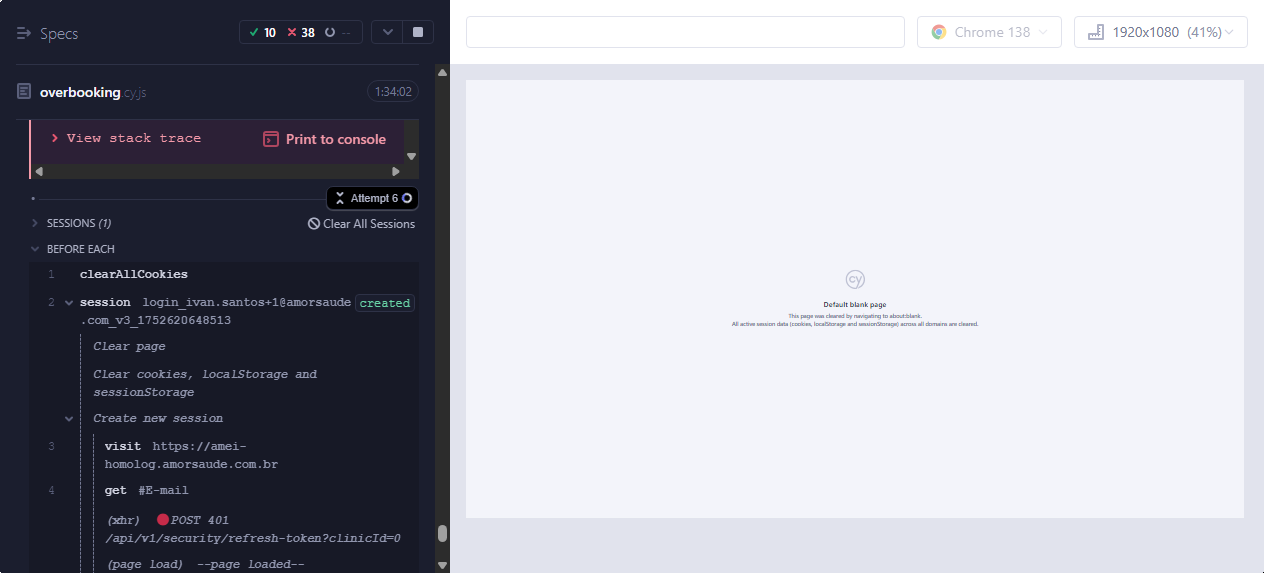 Specs
10
38
--
Chrome 138
1920x1080 (41%)
overbooking.cy.js
1:34:02
View stack trace
Print to console
Attempt 6
SESSIONS (1)
Clear All Sessions
BEFORE EACH
1 clearAllCookies
2 session login_ivan.santos+1@amorsaude created
.com_v3_1752620648513
Clear page
Clear cookies, localStorage and
sessionStorage
Create new session
3 visit https://amei-
homolog.amorsaude.com.br
4 get #E-mail
(xhr) POST 401
/api/v1/security/refresh-token?clinicId=0
(page load) --page loaded--
cy
Default blank page
This page was cleared by navigating to about:blank.
All active session data (cookies, localStorage and sessionStorage) across all domains are cleared.